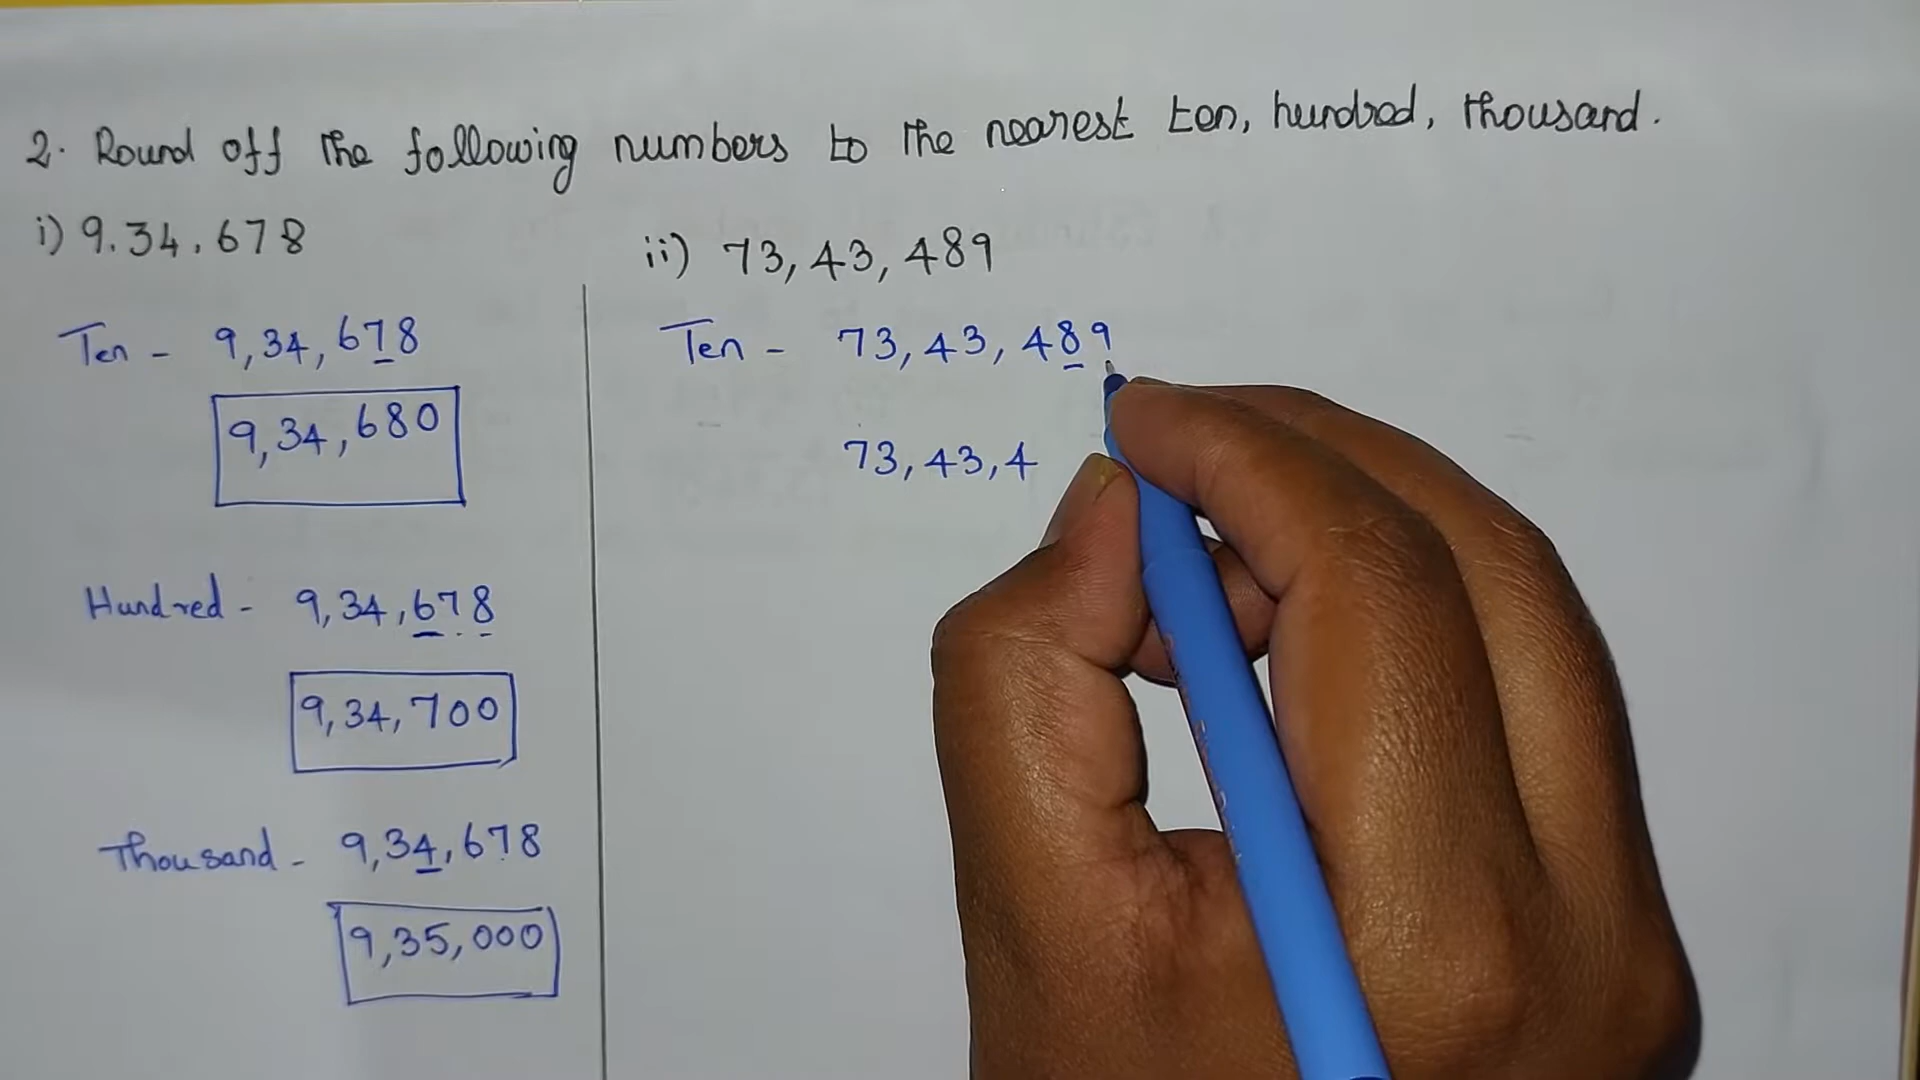 2. Round off the following numbers to the nearest ten, hundred, thousand.
i) 9.34,678
Ten - 9,34,678
9,34,680
Hundred - 9,34,678
9,34,700
Thousand - 9,34,678
9,35,000
ii) 73,43,489
Ten - 73,43,489
73,43,4